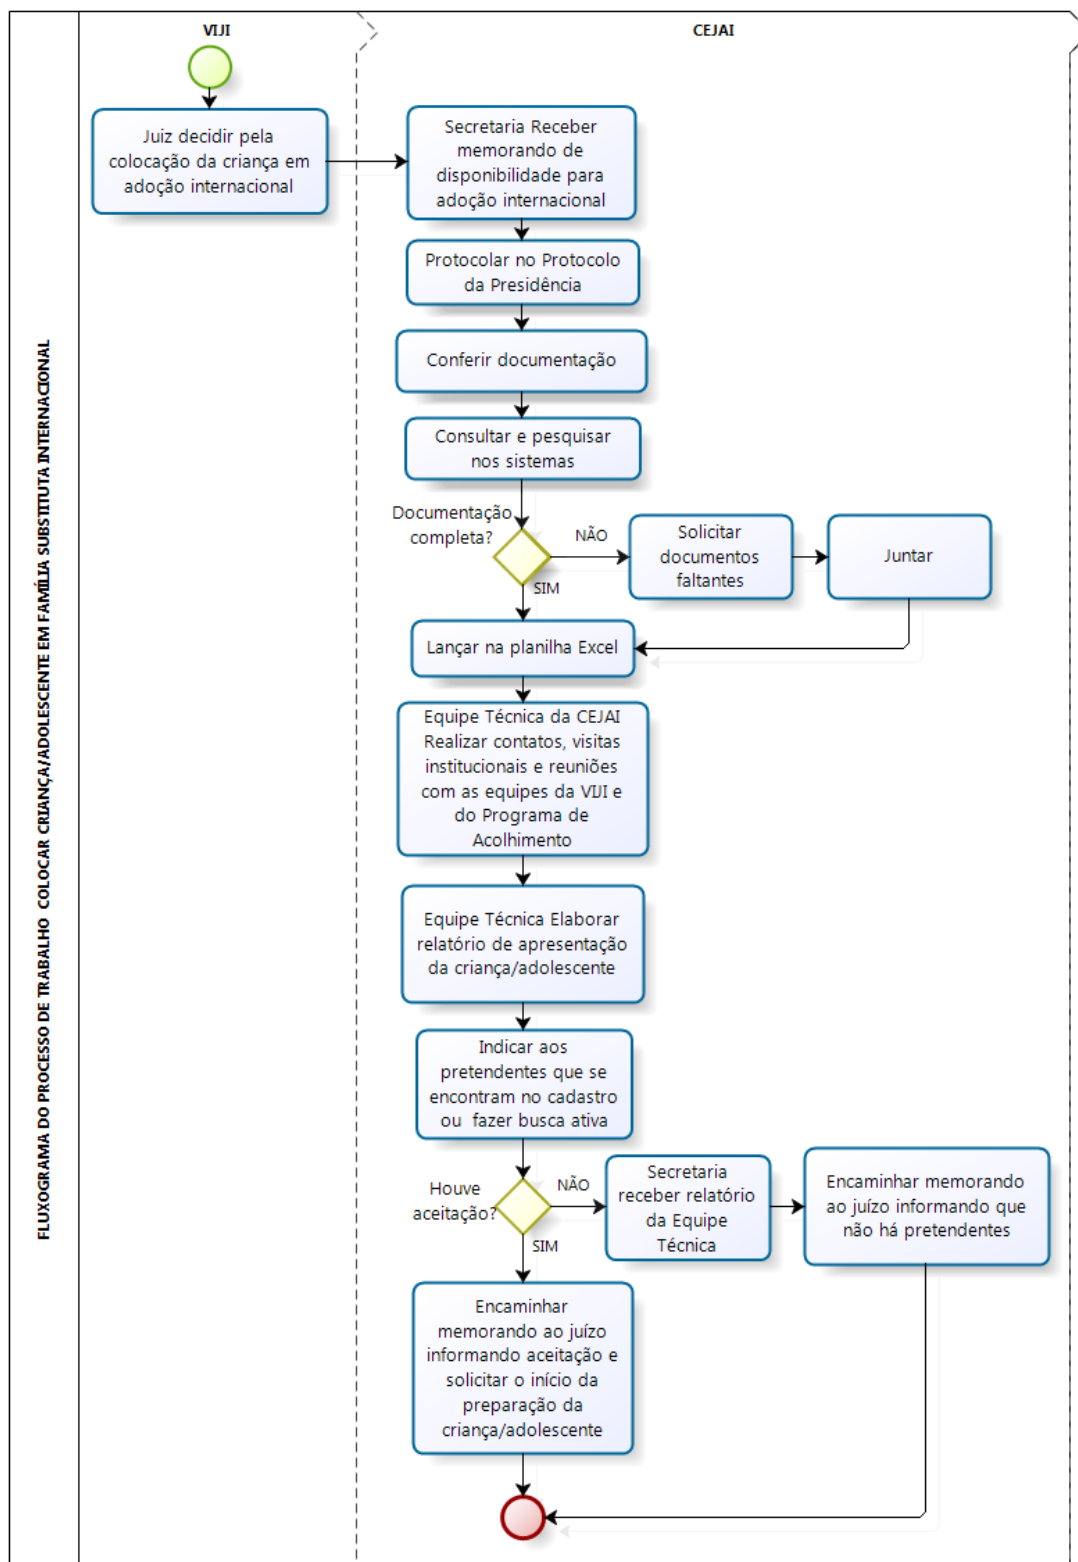 FLUXOGRAMA DO PROCESSO DE TRABALHO COLOCAR CRIANÇA/ADOLESCENTE EM FAMÍLIA SUBSTITUTA INTERNACIONAL
VIJI
CEJAI
Juiz decidir pela
colocação da criança em
adoção internacional
Secretaria Receber
memorando de
disponibilidade para
adoção internacional
Protocolar no Protocolo
da Presidência
Conferir documentação
Consultar e pesquisar
nos sistemas
Documentação
completa?
NÃO
Solicitar
documentos
faltantes
Juntar
SIM
Lançar na planilha Excel
Equipe Técnica da CEJAI
Realizar contatos, visitas
institucionais e reuniões
com as equipes da VIJI e
do Programa de
Acolhimento
Equipe Técnica Elaborar
relatório de apresentação
da criança/adolescente
Indicar aos
pretendentes que se
encontram no cadastro
ou fazer busca ativa
Houve
aceitação?
NÃO
Secretaria
receber relatório
da Equipe
Técnica
Encaminhar memorando
ao juízo informando que
não há pretendentes
SIM
Encaminhar
memorando ao juízo
informando aceitação e
solicitar o início da
preparação da
criança/adolescente